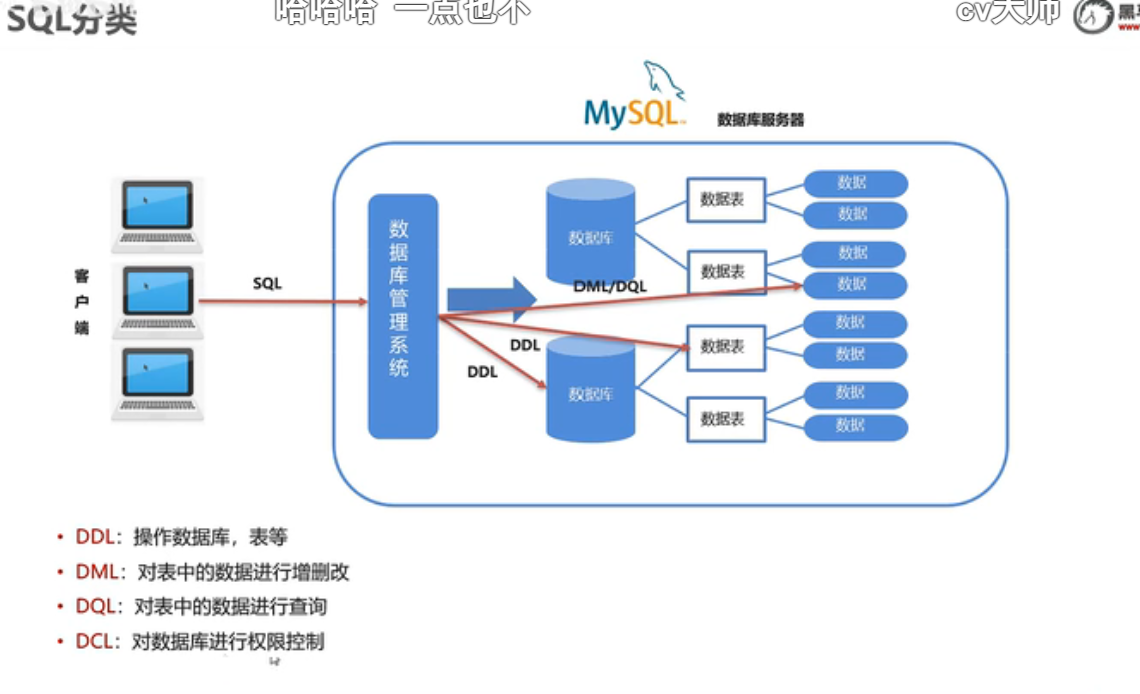 SQL分类
哈哈哈 一点也不
cv大师
www
MySQL
数据库服务器
客户端
SQL
数据库管理系统
数据库
数据表
数据
数据
数据表
数据
数据
DML/DQL
DDL
DDL
数据库
数据表
数据
数据
数据表
数据
数据
• DDL：操作数据库，表等
• DML：对表中的数据进行增删改
• DQL：对表中的数据进行查询
• DCL：对数据库进行权限控制